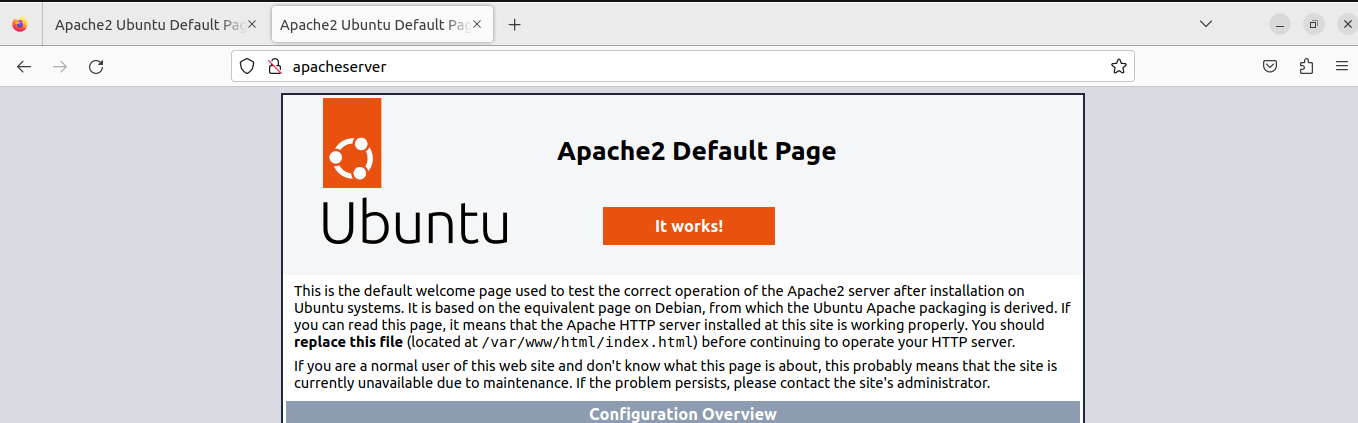 Apache2 Ubuntu Default Pag
Apache2 Ubuntu Default Pag
apacheserver
Apache2 Default Page
Ubuntu
It works!
This is the default welcome page used to test the correct operation of the Apache2 server after installation on
Ubuntu systems. It is based on the equivalent page on Debian, from which the Ubuntu Apache packaging is derived. If
you can read this page, it means that the Apache HTTP server installed at this site is working properly. You should
replace this file (located at /var/www/html/index.html) before continuing to operate your HTTP server.
If you are a normal user of this web site and don't know what this page is about, this probably means that the site is
currently unavailable due to maintenance. If the problem persists, please contact the site's administrator.
Configuration Overview